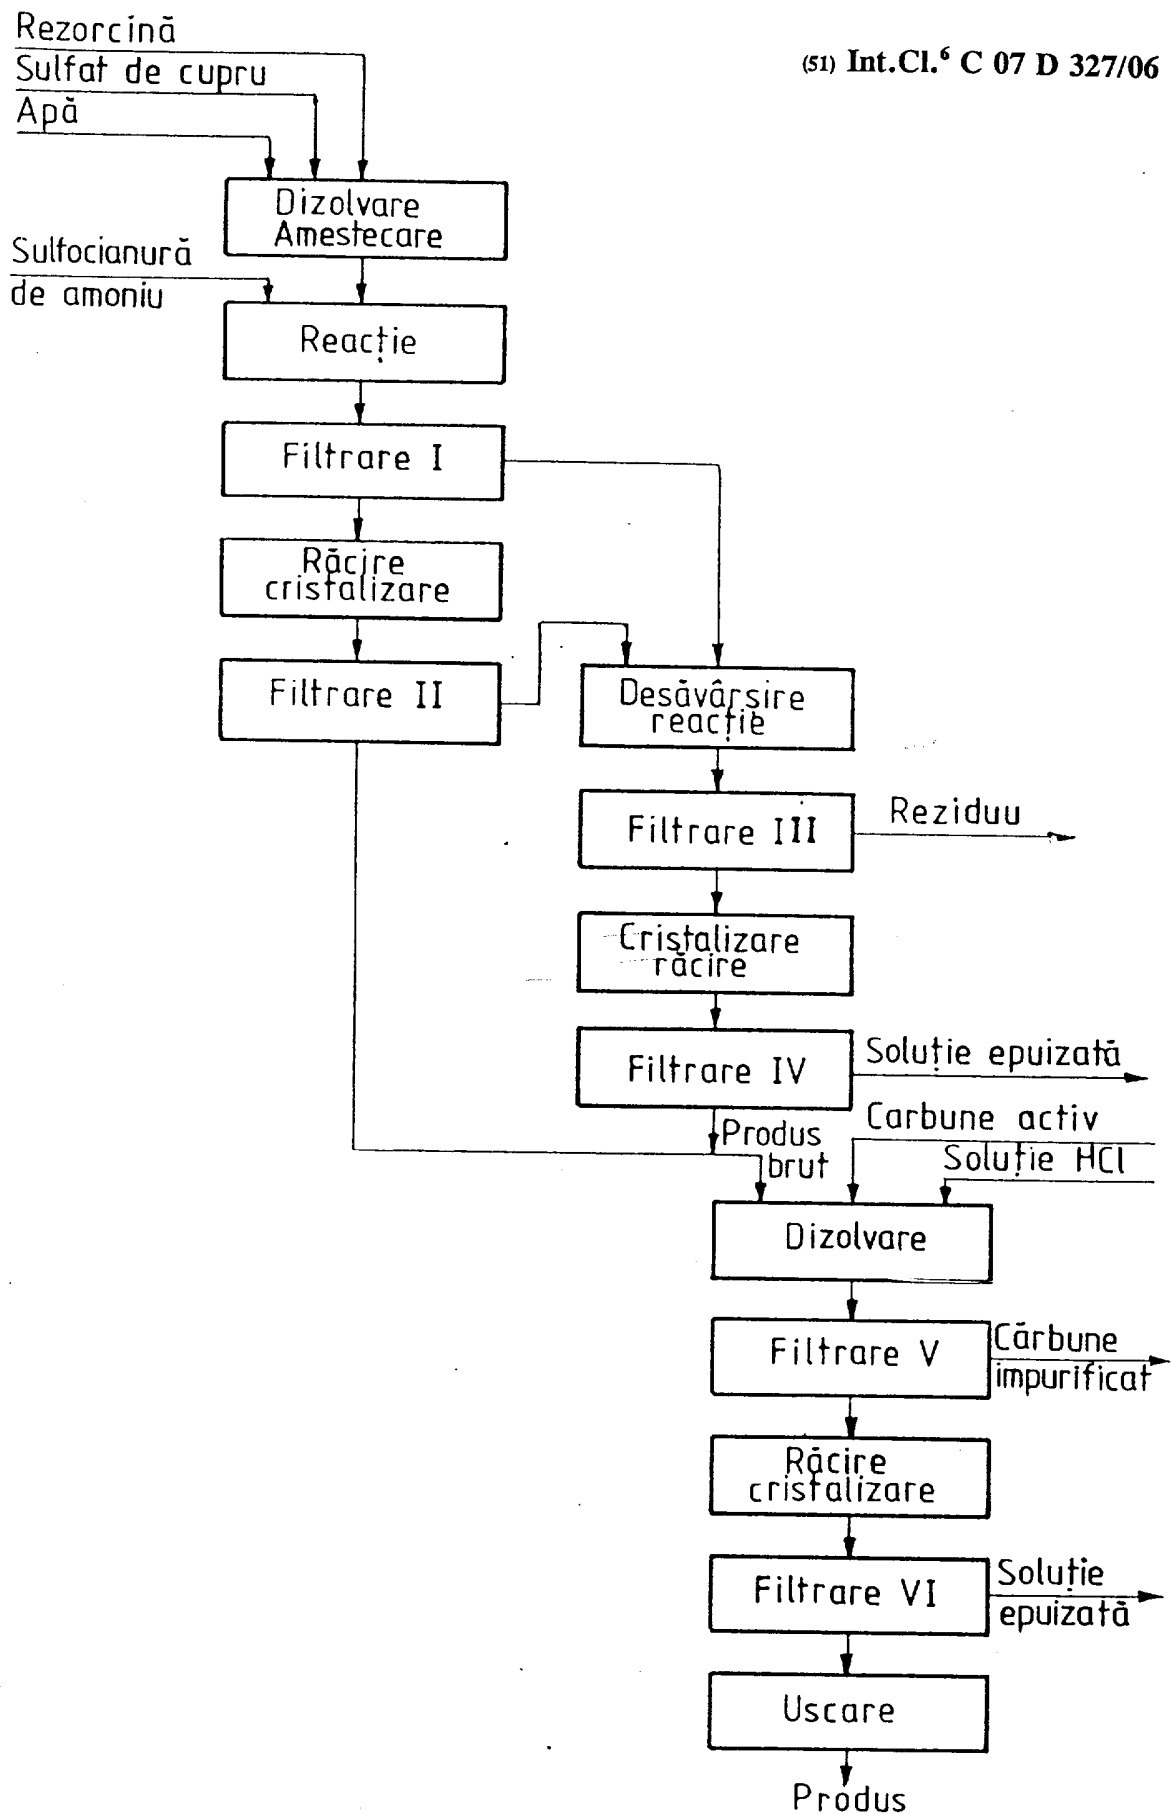 Rezorcină
(51) Int.Cl.⁶ C 07 D 327/06
Sulfat de cupru
Apă
Dizolvare
Amestecare
Sulfocianură
de amoniu
Reacție
Filtrare I
Răcire
cristalizare
Filtrare II
Desăvârșire
reacție
Filtrare III
Reziduu
Cristalizare
răcire
Filtrare IV
Soluție epuizată
Produs
brut
Carbune activ
Soluție HCl
Dizolvare
Filtrare V
Cărbune
impurificat
Răcire
cristalizare
Filtrare VI
Soluție
epuizată
Uscare
Produs